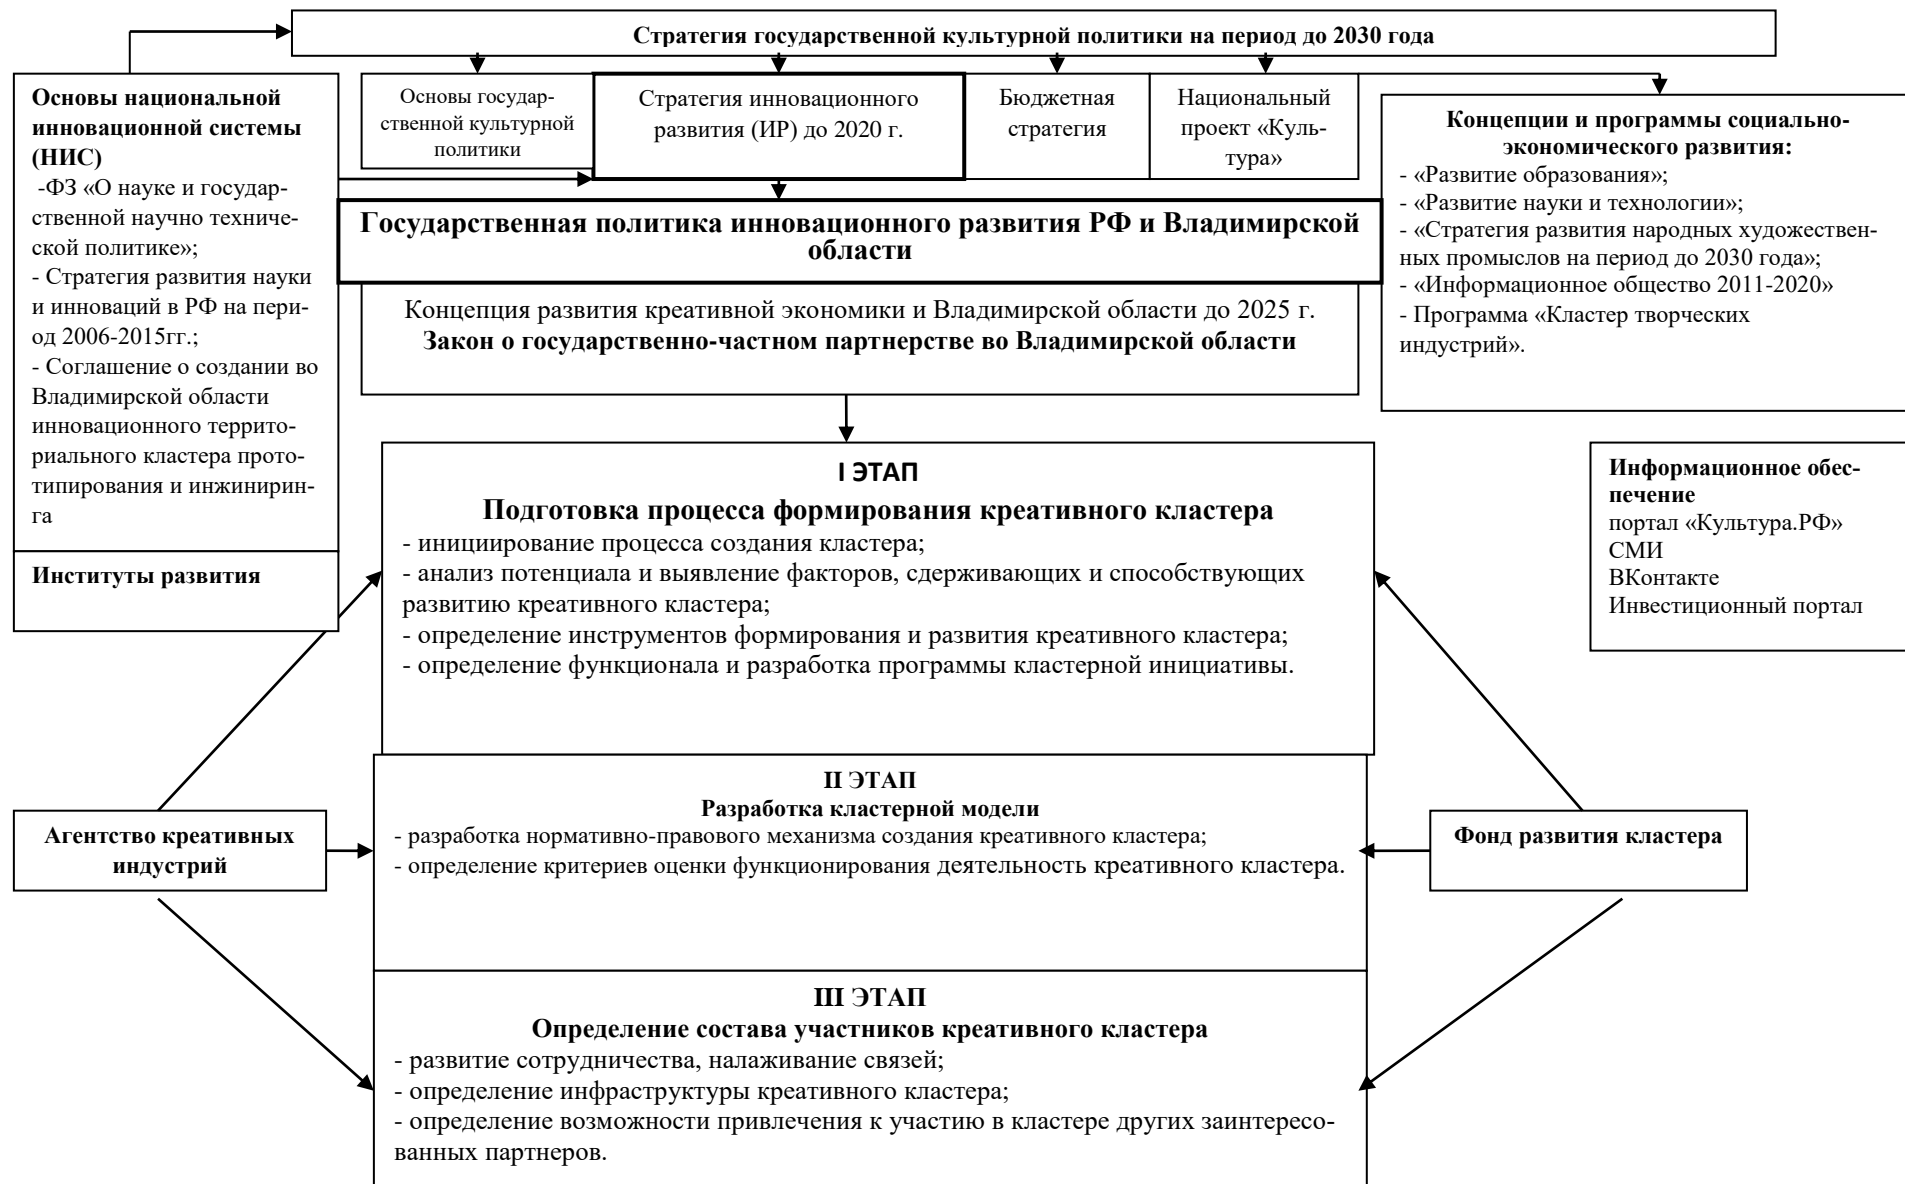 Стратегия государственной культурной политики на период до 2030 года
Основы национальной
инновационной системы
(НИС)
-ФЗ «О науке и государ-
ственной научно техниче-
ской политике»;
- Стратегия развития науки
и инноваций в РФ на пери-
од 2006-2015гг.;
- Соглашение о создании во
Владимирской области
инновационного террито-
риального кластера прото-
типирования и инжинирин-
га
Институты развития
Основы государ-
ственной культурной
политики
Стратегия инновационного
развития (ИР) до 2020 г.
Бюджетная
стратегия
Национальный
проект «Куль-
тура»
Концепции и программы социально-
экономического развития:
- «Развитие образования»;
- «Развитие науки и технологии»;
- «Стратегия развития народных художествен-
ных промыслов на период до 2030 года»;
- «Информационное общество 2011-2020»
- Программа «Кластер творческих
индустрий».
Государственная политика инновационного развития РФ и Владимирской
области
Концепция развития креативной экономики и Владимирской области до 2025 г.
Закон о государственно-частном партнерстве во Владимирской области
I ЭТАП
Подготовка процесса формирования креативного кластера
- инициирование процесса создания кластера;
- анализ потенциала и выявление факторов, сдерживающих и способствующих
развитию креативного кластера;
- определение инструментов формирования и развития креативного кластера;
- определение функционала и разработка программы кластерной инициативы.
Информационное обес-
печение
портал «Культура.РФ»
СМИ
ВКонтакте
Инвестиционный портал
Агентство креативных
индустрий
II ЭТАП
Разработка кластерной модели
- разработка нормативно-правового механизма создания креативного кластера;
- определение критериев оценки функционирования деятельность креативного кластера.
Фонд развития кластера
III ЭТАП
Определение состава участников креативного кластера
- развитие сотрудничества, налаживание связей;
- определение инфраструктуры креативного кластера;
- определение возможности привлечения к участию в кластере других заинтересо-
ванных партнеров.